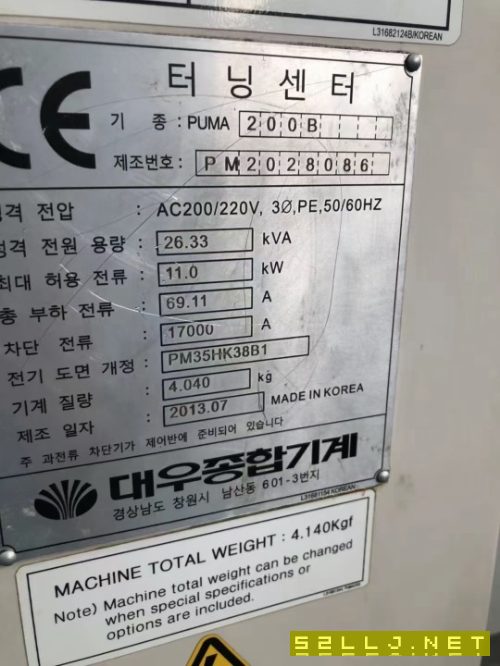 L31682124B/KOREAN
CE
터닝센터
기 종 : PUMA 200B
제조번호 : PM2028086
격 전압 : AC200/220V, 3Ø,PE,50/60HZ
격 전원 용량 : 26.33 kVA
최대 허용 전류 : 11.0 kW
총 부하 전류 : 69.11 A
차단 전류 : 17000 A
전기 도면 개정 : PM35HK38B1
기계 질량 : 4.040 kg
제조 일자 : 2013.07 MADE IN KOREA
주 과전류 차단기가 제어반에 준비되어 있습니다
대우종합기계
경상남도 창원시 남산동 601-3번지
L31681154 KOREAN
MACHINE TOTAL WEIGHT : 4.140Kgf
Note) Machine total weight can be changed
when special specifications or
options are included.
52LLJ.NET